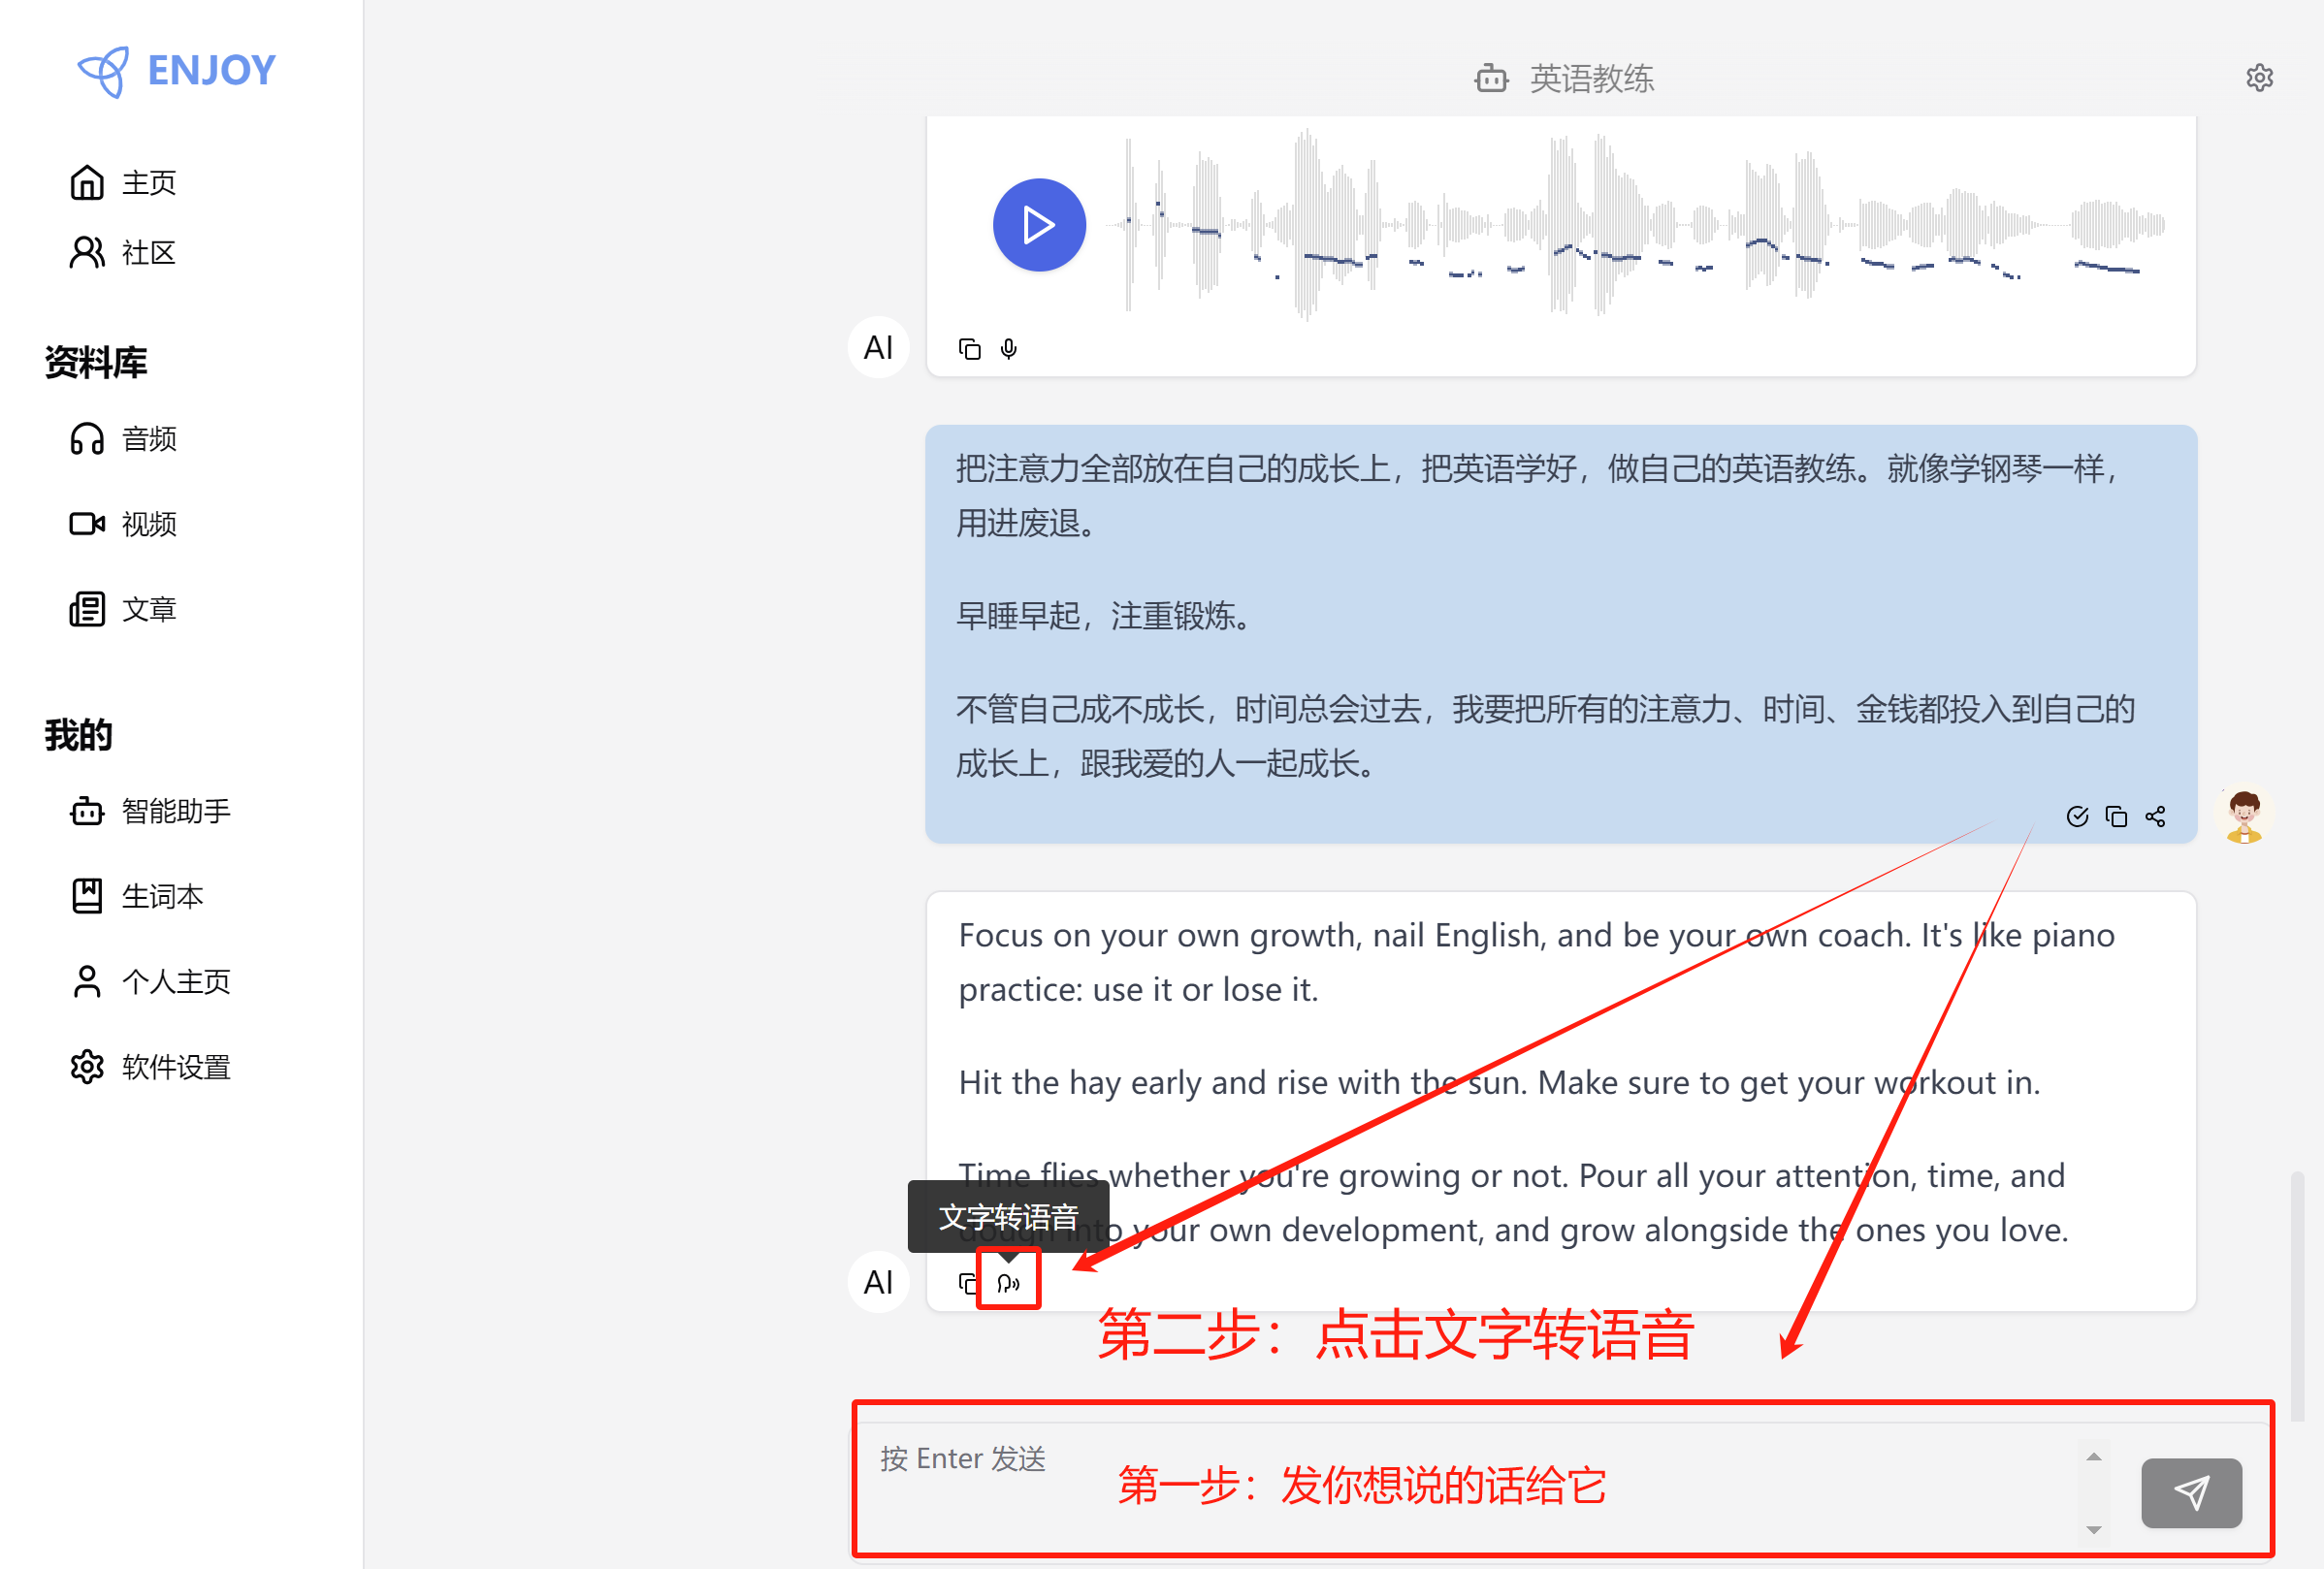 ENJOY
主页
社区
资料库
音频
视频
文章
我的
智能助手
生词本
个人主页
软件设置
英语教练
AI
把注意力全部放在自己的成长上，把英语学好，做自己的英语教练。就像学钢琴一样，
用进废退。
早睡早起，注重锻炼。
不管自己成不成长，时间总会过去，我要把所有的注意力、时间、金钱都投入到自己的
成长上，跟我爱的人一起成长。
Focus on your own growth, nail English, and be your own coach. It's like piano
practice: use it or lose it.
Hit the hay early and rise with the sun. Make sure to get your workout in.
Time flies whether you're growing or not. Pour all your attention, time, and
dough into your own development, and grow alongside the ones you love.
文字转语音
AI
第二步：点击文字转语音
按 Enter 发送
第一步：发你想说的话给它